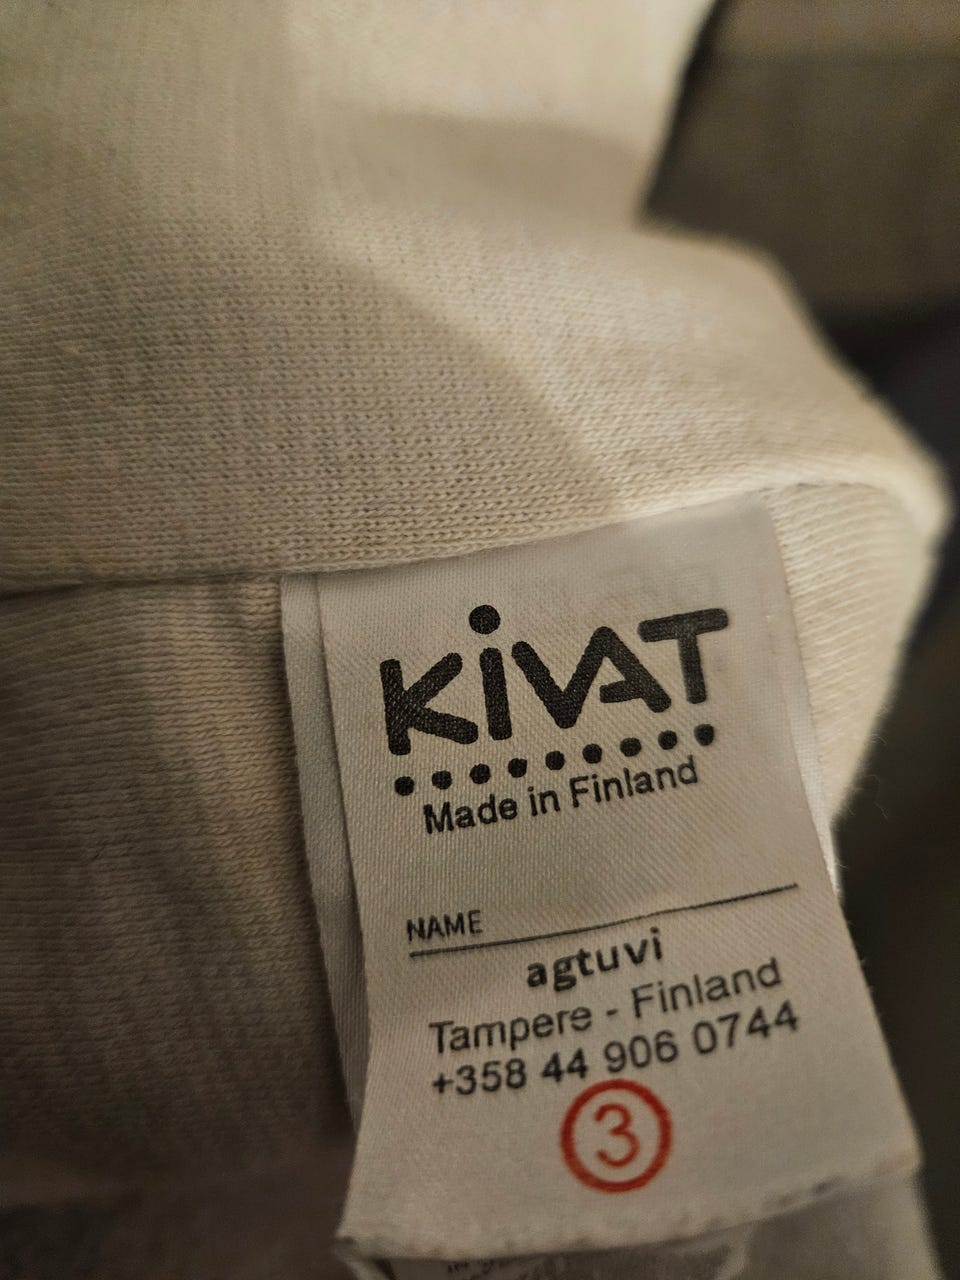 KiVAT
Made in Finland
NAME
agtuvi
Tampere - Finland
+358 44 906 0744
3